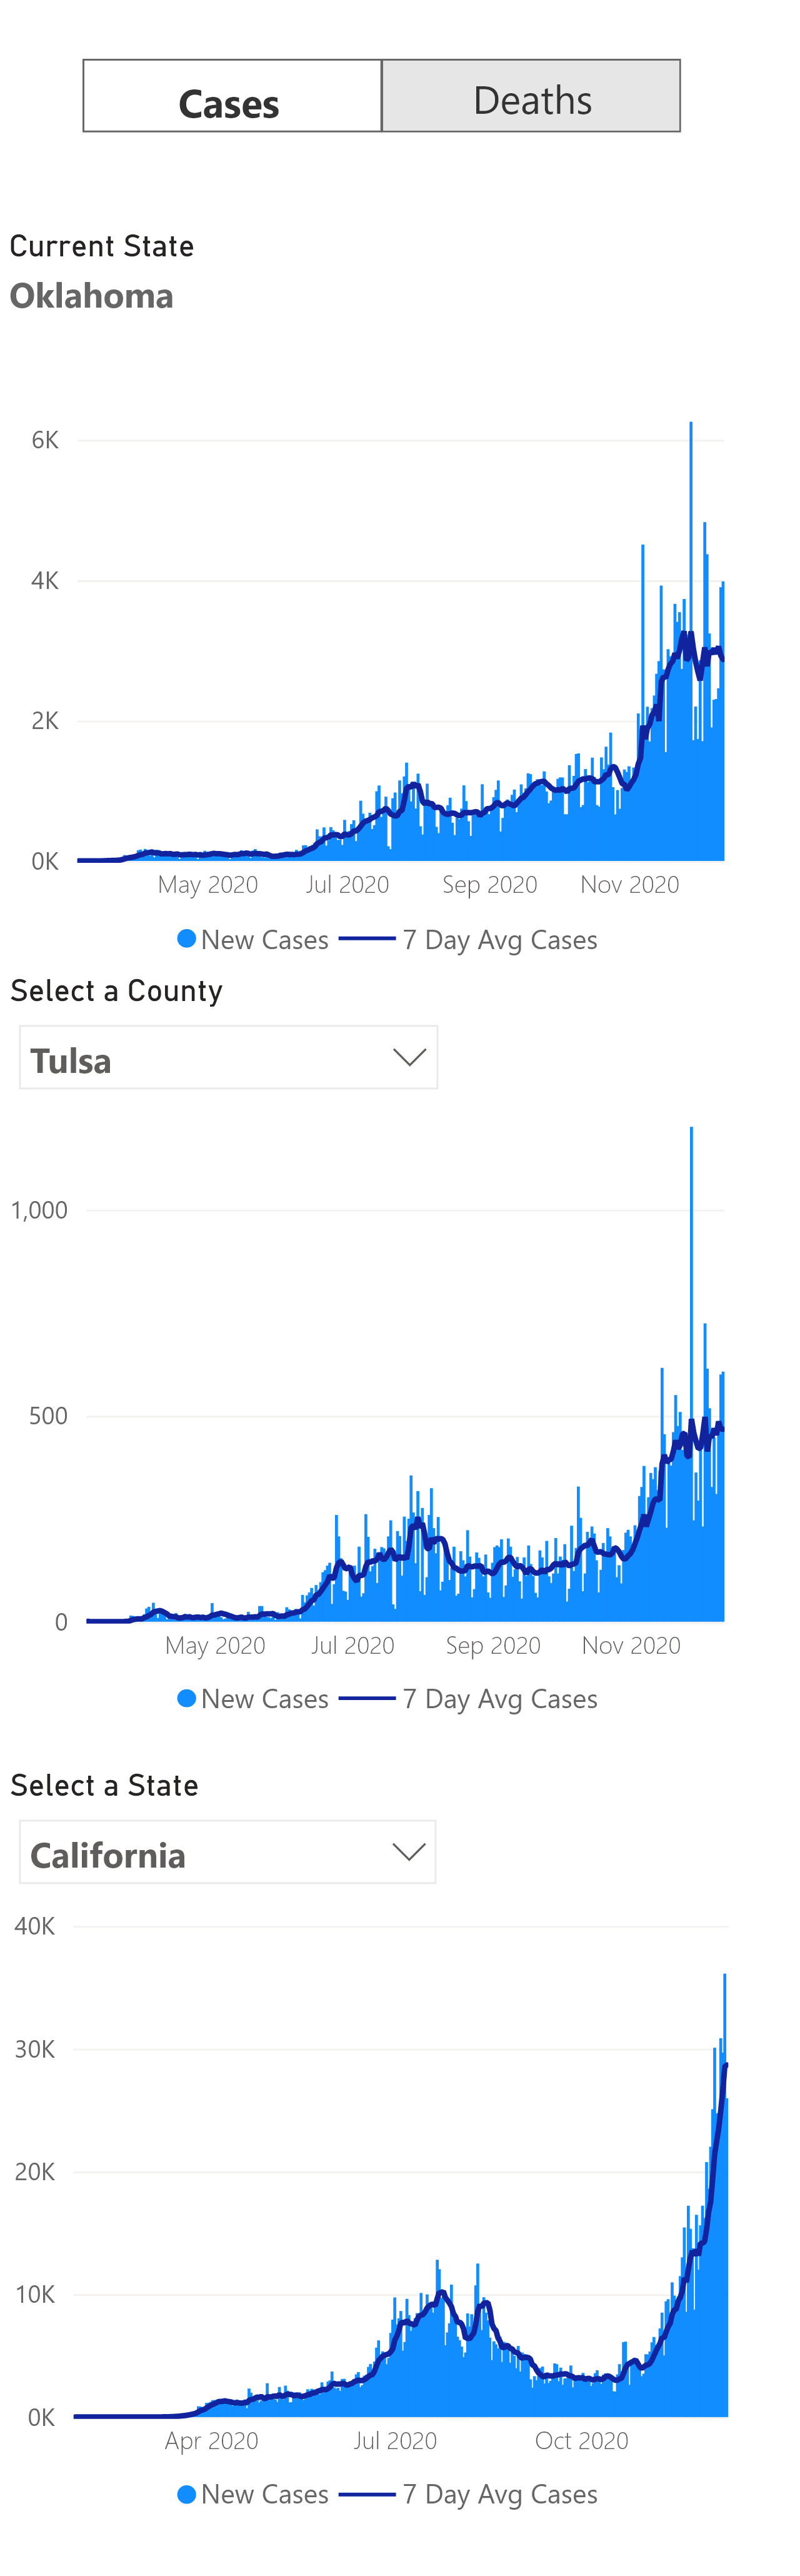 Cases Deaths
Current State
Oklahoma
6K
4K
2K
0K
May 2020 Jul 2020 Sep 2020 Nov 2020
New Cases 7 Day Avg Cases
Select a County
Tulsa
1,000
500
0
May 2020 Jul 2020 Sep 2020 Nov 2020
New Cases 7 Day Avg Cases
Select a State
California
40K
30K
20K
10K
0K
Apr 2020 Jul 2020 Oct 2020
New Cases 7 Day Avg Cases